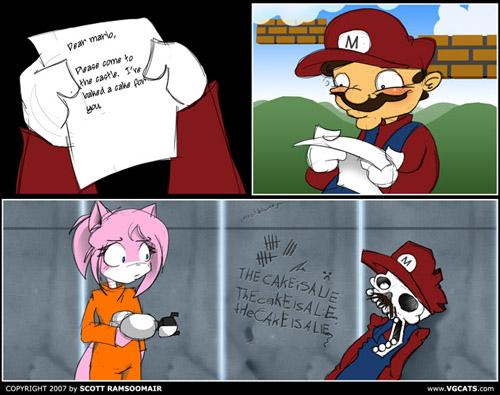 Dear mario,
Please come to
the castle. I've
baked a cake for
you
M
THE CAKE iS A LIE
THE cake IS A LIE.
the CAKE IS A LIE
M
COPYRIGHT 2007 by SCOTT RAMSOOMAIR
www.VGCATS.com